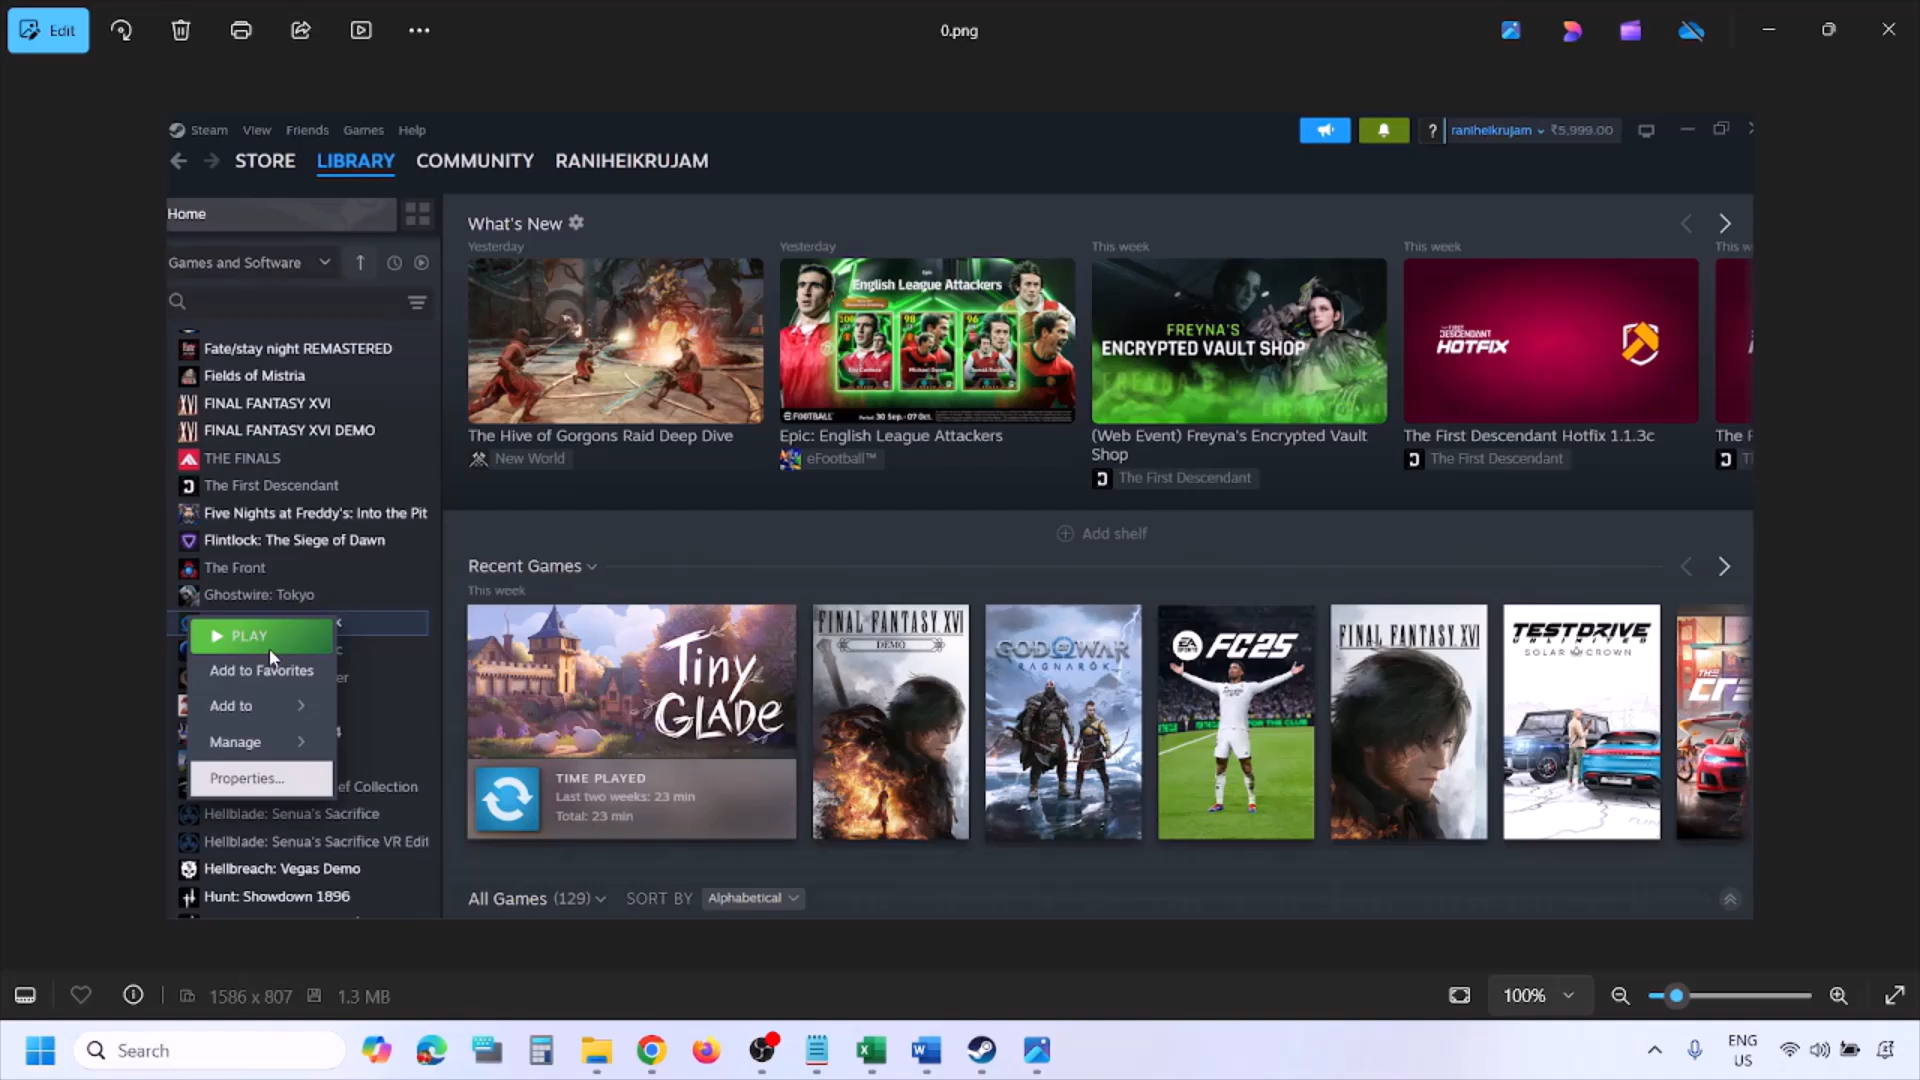 Edit
0.png
Steam View Friends Games Help
raniheikrujam ₹5,999.00
STORE LIBRARY COMMUNITY RANIHEIKRUJAM
Home
Games and Software
What's New
Yesterday
Yesterday
This week
This week
English League Attackers
FREYNA'S
ENCRYPTED VAULT SHOP
HOTFIX
The Hive of Gorgons Raid Deep Dive
New World
Epic: English League Attackers
eFootball™
(Web Event) Freyna's Encrypted Vault
Shop
The First Descendant
The First Descendant Hotfix 1.1.3c
The First Descendant
Fate/stay night REMASTERED
Fields of Mistria
FINAL FANTASY XVI
FINAL FANTASY XVI DEMO
THE FINALS
The First Descendant
Five Nights at Freddy's: Into the Pit
Flintlock: The Siege of Dawn
The Front
Ghostwire: Tokyo
PLAY
Add to Favorites
Add to
Manage
Properties...
ef Collection
Hellblade: Senua's Sacrifice
Hellblade: Senua's Sacrifice VR Edit
Hellbreach: Vegas Demo
Hunt: Showdown 1896
Add shelf
Recent Games
This week
Tiny
GLADE
TIME PLAYED
Last two weeks: 23 min
Total: 23 min
FINAL FANTASY XVI
DEMO
GOD OF WAR
RAGNARÖK
FC25
FINAL FANTASY XVI
TEST DRIVE
SOLAR CROWN
All Games (129) SORT BY Alphabetical
1586 x 807 1.3 MB
100%
Search
ENG
US